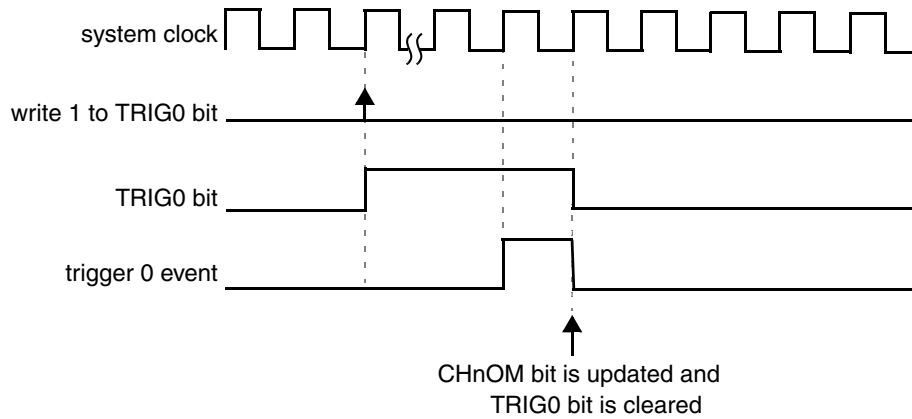 system clock
write 1 to TRIG0 bit
TRIG0 bit
trigger 0 event
CHnOM bit is updated and
TRIG0 bit is cleared